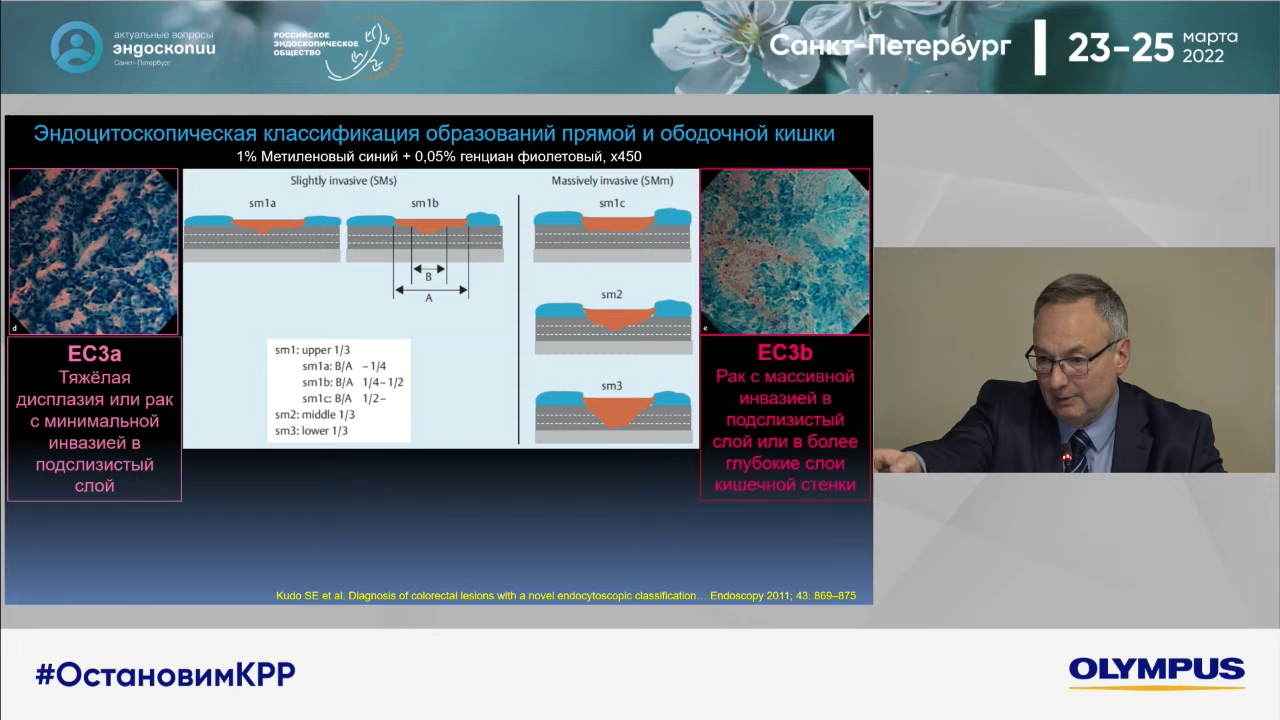 актуальные вопросы
эндоскопии
Санкт-Петербург
РОССИЙСКОЕ
ЭНДОСКОПИЧЕСКОЕ
ОБЩЕСТВО
Санкт-Петербург
23-25 марта
2022
Эндоцитоскопическая классификация образований прямой и ободочной кишки
1% Метиленовый синий + 0,05% генциан фиолетовый, x450
Slightly invasive (SMs)
Massively invasive (SMm)
sm1a
sm1b
sm1c
B
A
sm2
sm3
sm1: upper 1/3
sm1a: B/A – 1/4
sm1b: B/A 1/4 – 1/2
sm1c: B/A 1/2 –
sm2: middle 1/3
sm3: lower 1/3
d
e
EC3a
Тяжёлая
дисплазия или рак
с минимальной
инвазией в
подслизистый
слой
EC3b
Рак с массивной
инвазией в
подслизистый
слой или в более
глубокие слои
кишечной стенки
Kudo SE et al. Diagnosis of colorectal lesions with a novel endocytoscopic classification… Endoscopy 2011; 43: 869–875
#ОстановимКРР
OLYMPUS